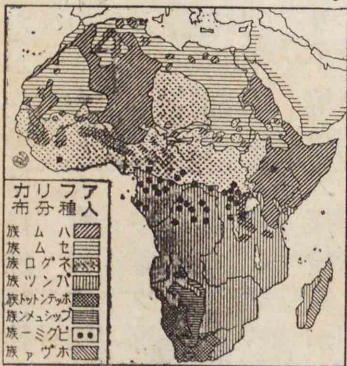 アフリカ
人種分布
ハム族
セム族
ネグロ族
バンツ族
ホッテントット族
ブッシュメン族
ピグミー族
ホヴァ族